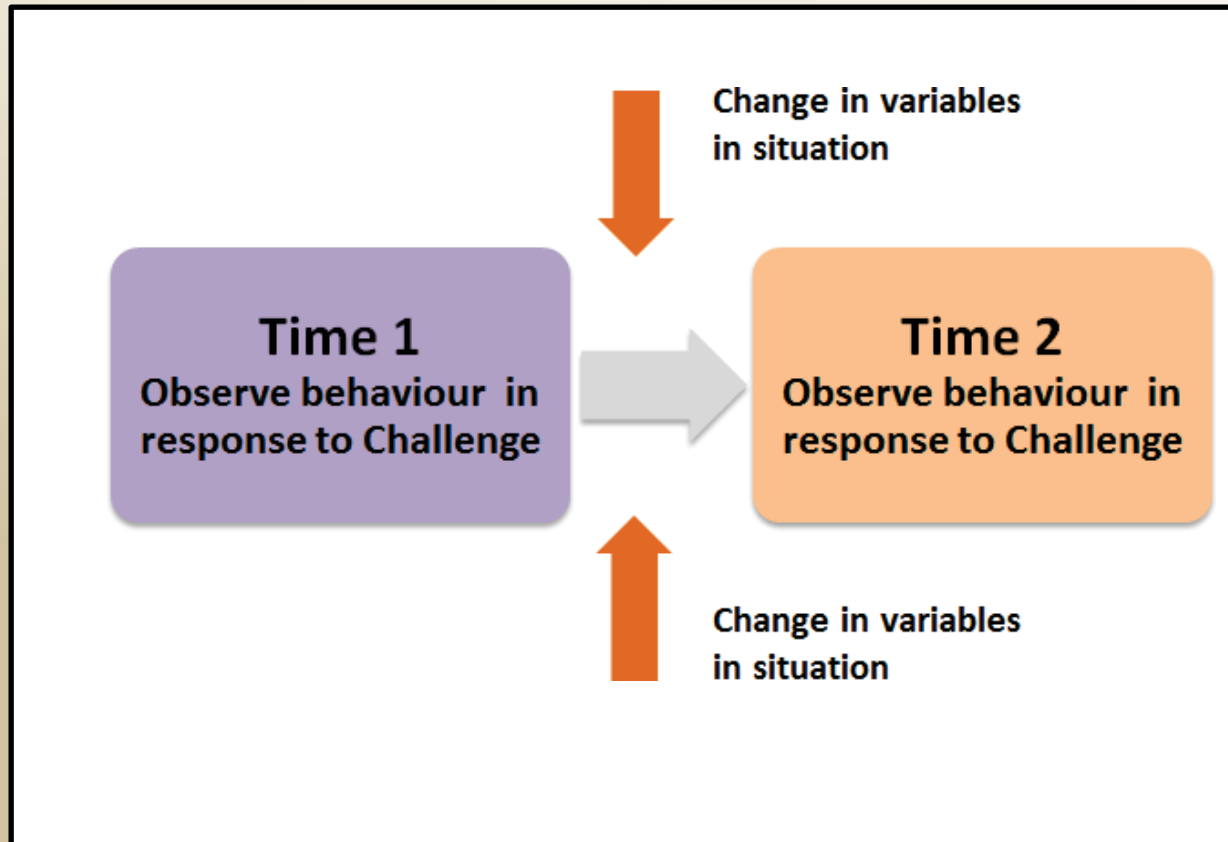 Change in variables
in situation
Time 1
Observe behaviour in
response to Challenge
Time 2
Observe behaviour in
response to Challenge
Change in variables
in situation